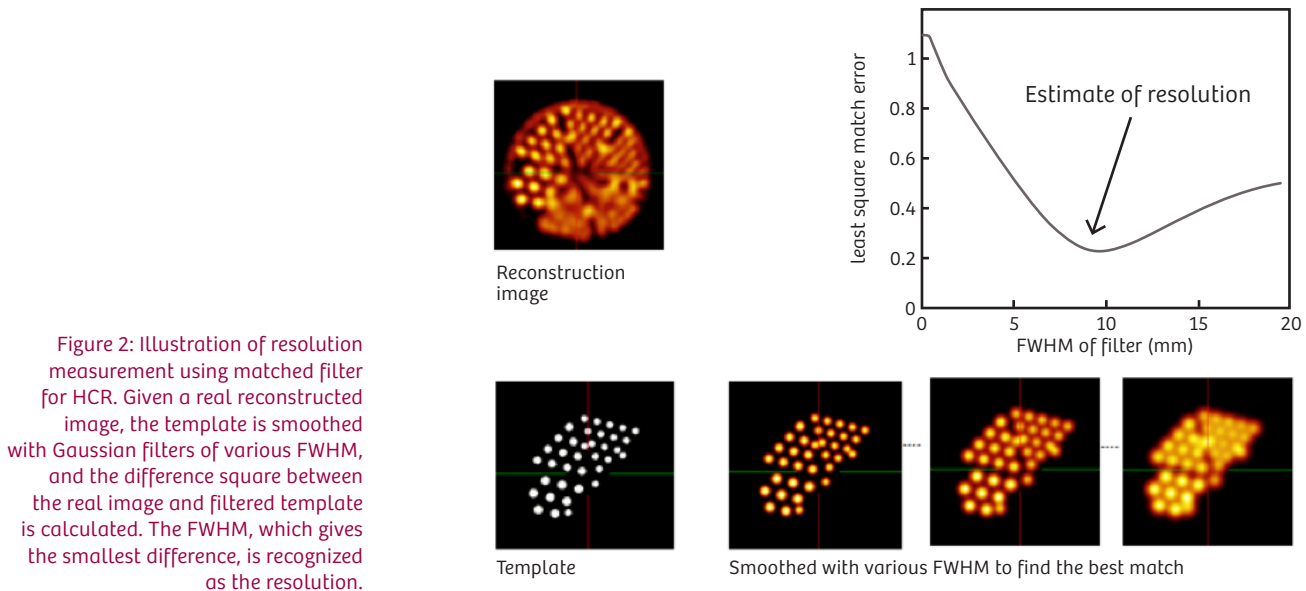 Reconstruction
image
least square match error
1
0.8
0.6
0.4
0.2
0
Estimate of resolution
0 5 10 15 20
FWHM of filter (mm)
Figure 2: Illustration of resolution
measurement using matched filter
for HCR. Given a real reconstructed
image, the template is smoothed
with Gaussian filters of various FWHM,
and the difference square between
the real image and filtered template
is calculated. The FWHM, which gives
the smallest difference, is recognized
as the resolution.
Template
Smoothed with various FWHM to find the best match